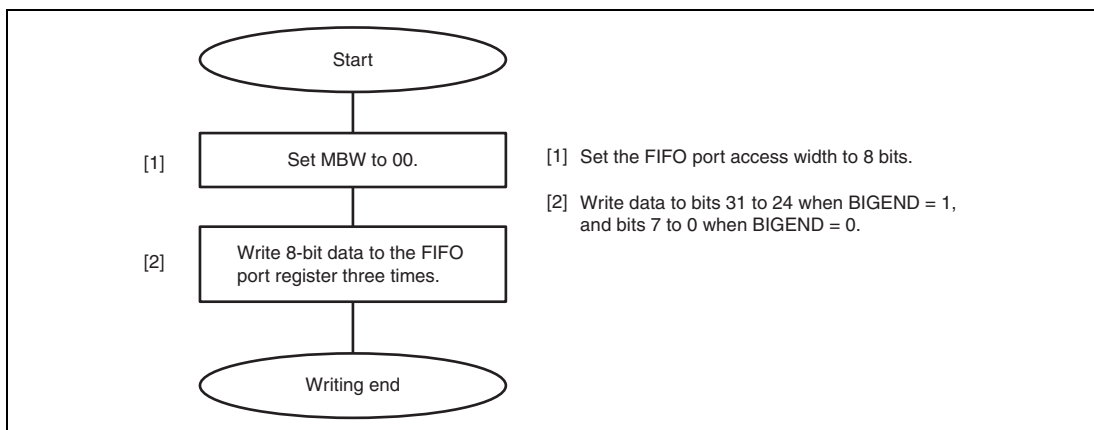 Start
[1]
Set MBW to 00.
[1] Set the FIFO port access width to 8 bits.
[2] Write data to bits 31 to 24 when BIGEND = 1,
and bits 7 to 0 when BIGEND = 0.
[2]
Write 8-bit data to the FIFO
port register three times.
Writing end